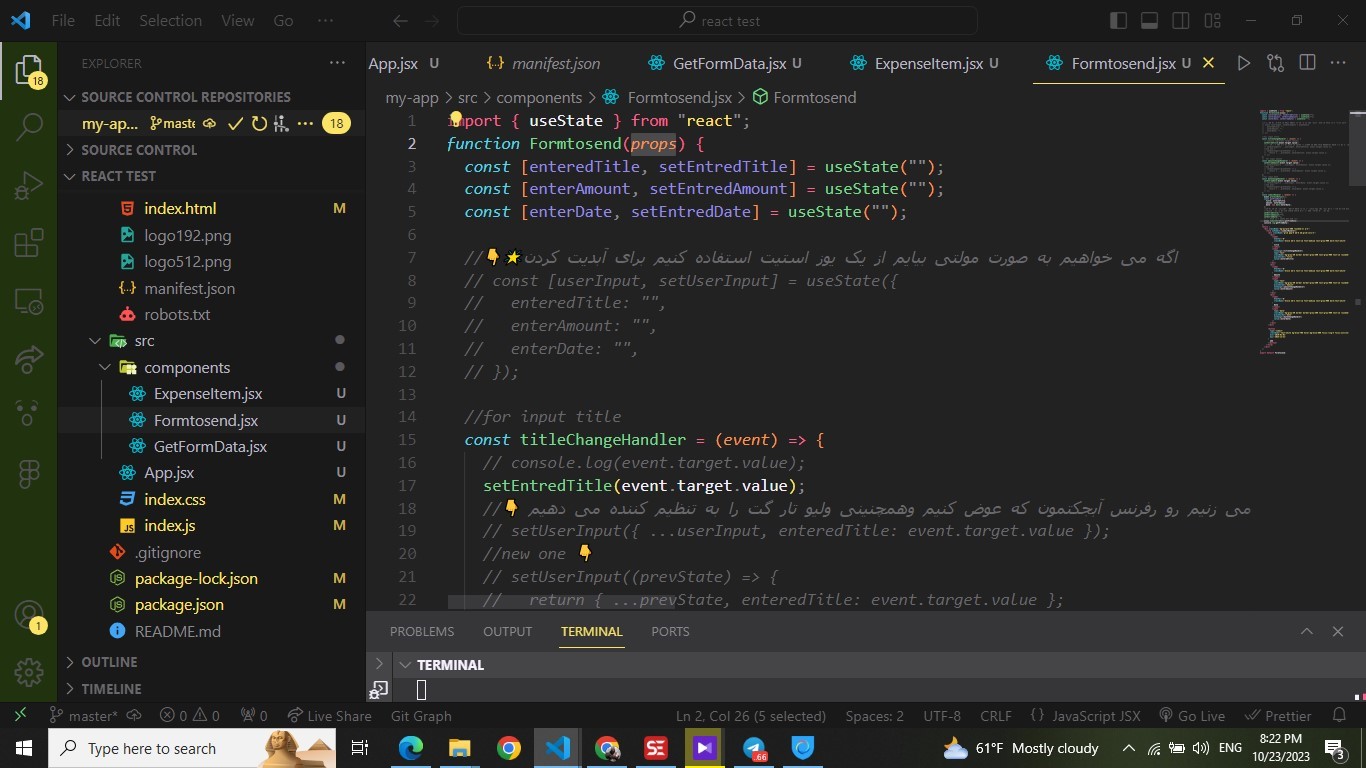 File Edit Selection View Go ··· react test
EXPLORER ···
18
SOURCE CONTROL REPOSITORIES
my-ap... master ··· 18
SOURCE CONTROL
REACT TEST
index.html M
logo192.png
logo512.png
manifest.json
robots.txt
src
components
ExpenseItem.jsx U
Formtosend.jsx U
GetFormData.jsx U
App.jsx U
index.css M
index.js M
.gitignore
package-lock.json M
package.json M
README.md
OUTLINE
TIMELINE
1
App.jsx U manifest.json GetFormData.jsx U ExpenseItem.jsx U Formtosend.jsx U ···
my-app > src > components > Formtosend.jsx > Formtosend
1 import { useState } from "react";
2 function Formtosend(props) {
3 const [enteredTitle, setEntredTitle] = useState("");
4 const [enterAmount, setEntredAmount] = useState("");
5 const [enterDate, setEntredDate] = useState("");
6
7 //👇⭐اگه می خواهیم به صورت مولتی بیایم از یک یوز استیت استفاده کنیم برای آبدیت کردن
8 // const [userInput, setUserInput] = useState({
9 // enteredTitle: "",
10 // enterAmount: "",
11 // enterDate: "",
12 // });
13
14 //for input title
15 const titleChangeHandler = (event) => {
16 // console.log(event.target.value);
17 setEntredTitle(event.target.value);
18 //👇 می زنیم رو رفرنس آبجکتمون که عوض کنیم وهمچنینی ولیو تار گت را به تنظیم کننده می دهیم
19 // setUserInput({ ...userInput, enteredTitle: event.target.value });
20 //new one 👇
21 // setUserInput((prevState) => {
22 // return { ...prevState, enteredTitle: event.target.value };
PROBLEMS OUTPUT TERMINAL PORTS
TERMINAL
master* 0 0 0 Live Share Git Graph Ln 2, Col 26 (5 selected) Spaces: 2 UTF-8 CRLF {} JavaScript JSX Go Live Prettier
Type here to search SE .66 61°F Mostly cloudy ENG 8:22 PM
10/23/2023 3